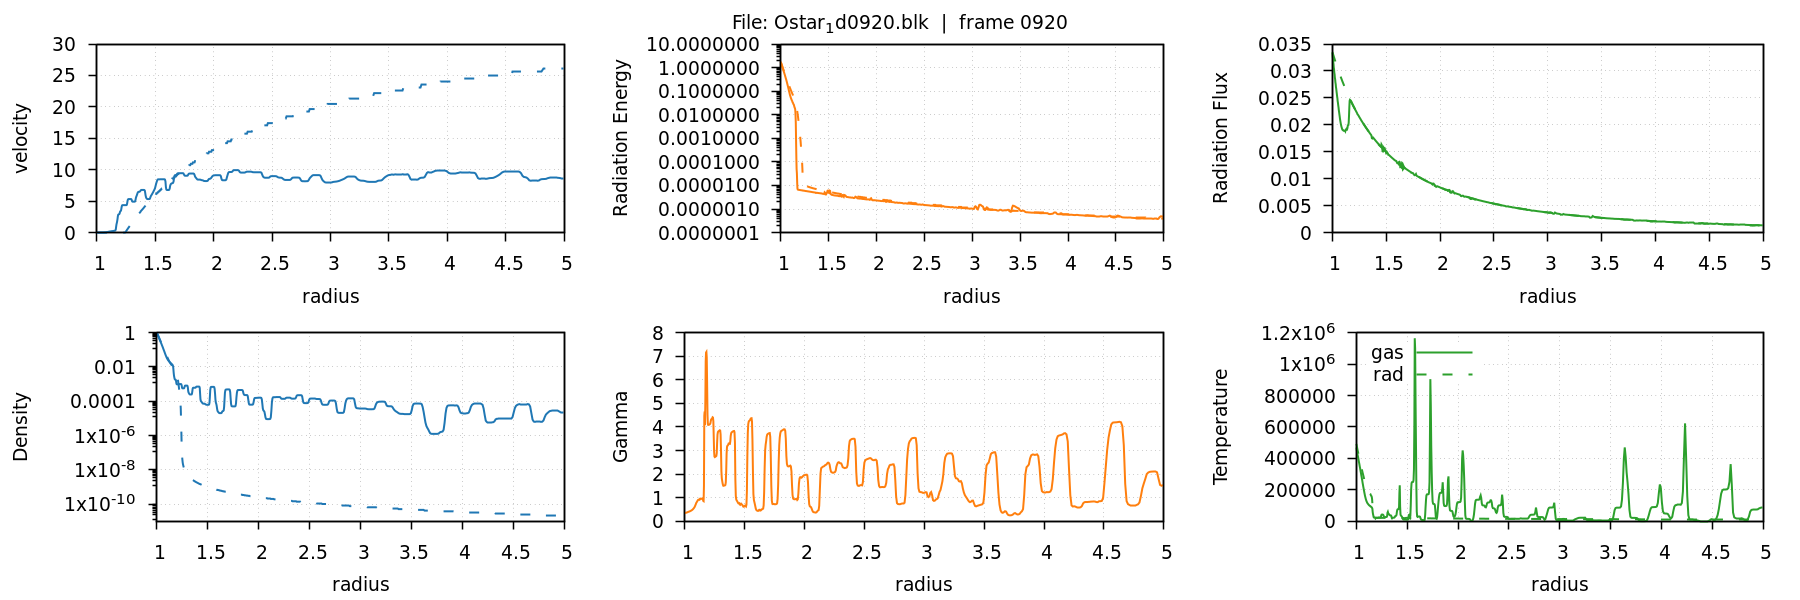 File: Ostar₁d0920.blk | frame 0920
30
25
20
15
10
5
0
velocity
1 1.5 2 2.5 3 3.5 4 4.5 5
radius
10.0000000
1.0000000
0.1000000
0.0100000
0.0010000
0.0001000
0.0000100
0.0000010
0.0000001
Radiation Energy
1 1.5 2 2.5 3 3.5 4 4.5 5
radius
0.035
0.03
0.025
0.02
0.015
0.01
0.005
0
Radiation Flux
1 1.5 2 2.5 3 3.5 4 4.5 5
radius
1
0.01
0.0001
1x10⁻⁶
1x10⁻⁸
1x10⁻¹⁰
Density
1 1.5 2 2.5 3 3.5 4 4.5 5
radius
8
7
6
5
4
3
2
1
0
Gamma
1 1.5 2 2.5 3 3.5 4 4.5 5
radius
1.2x10⁶
1x10⁶
800000
600000
400000
200000
0
Temperature
gas
rad
1 1.5 2 2.5 3 3.5 4 4.5 5
radius